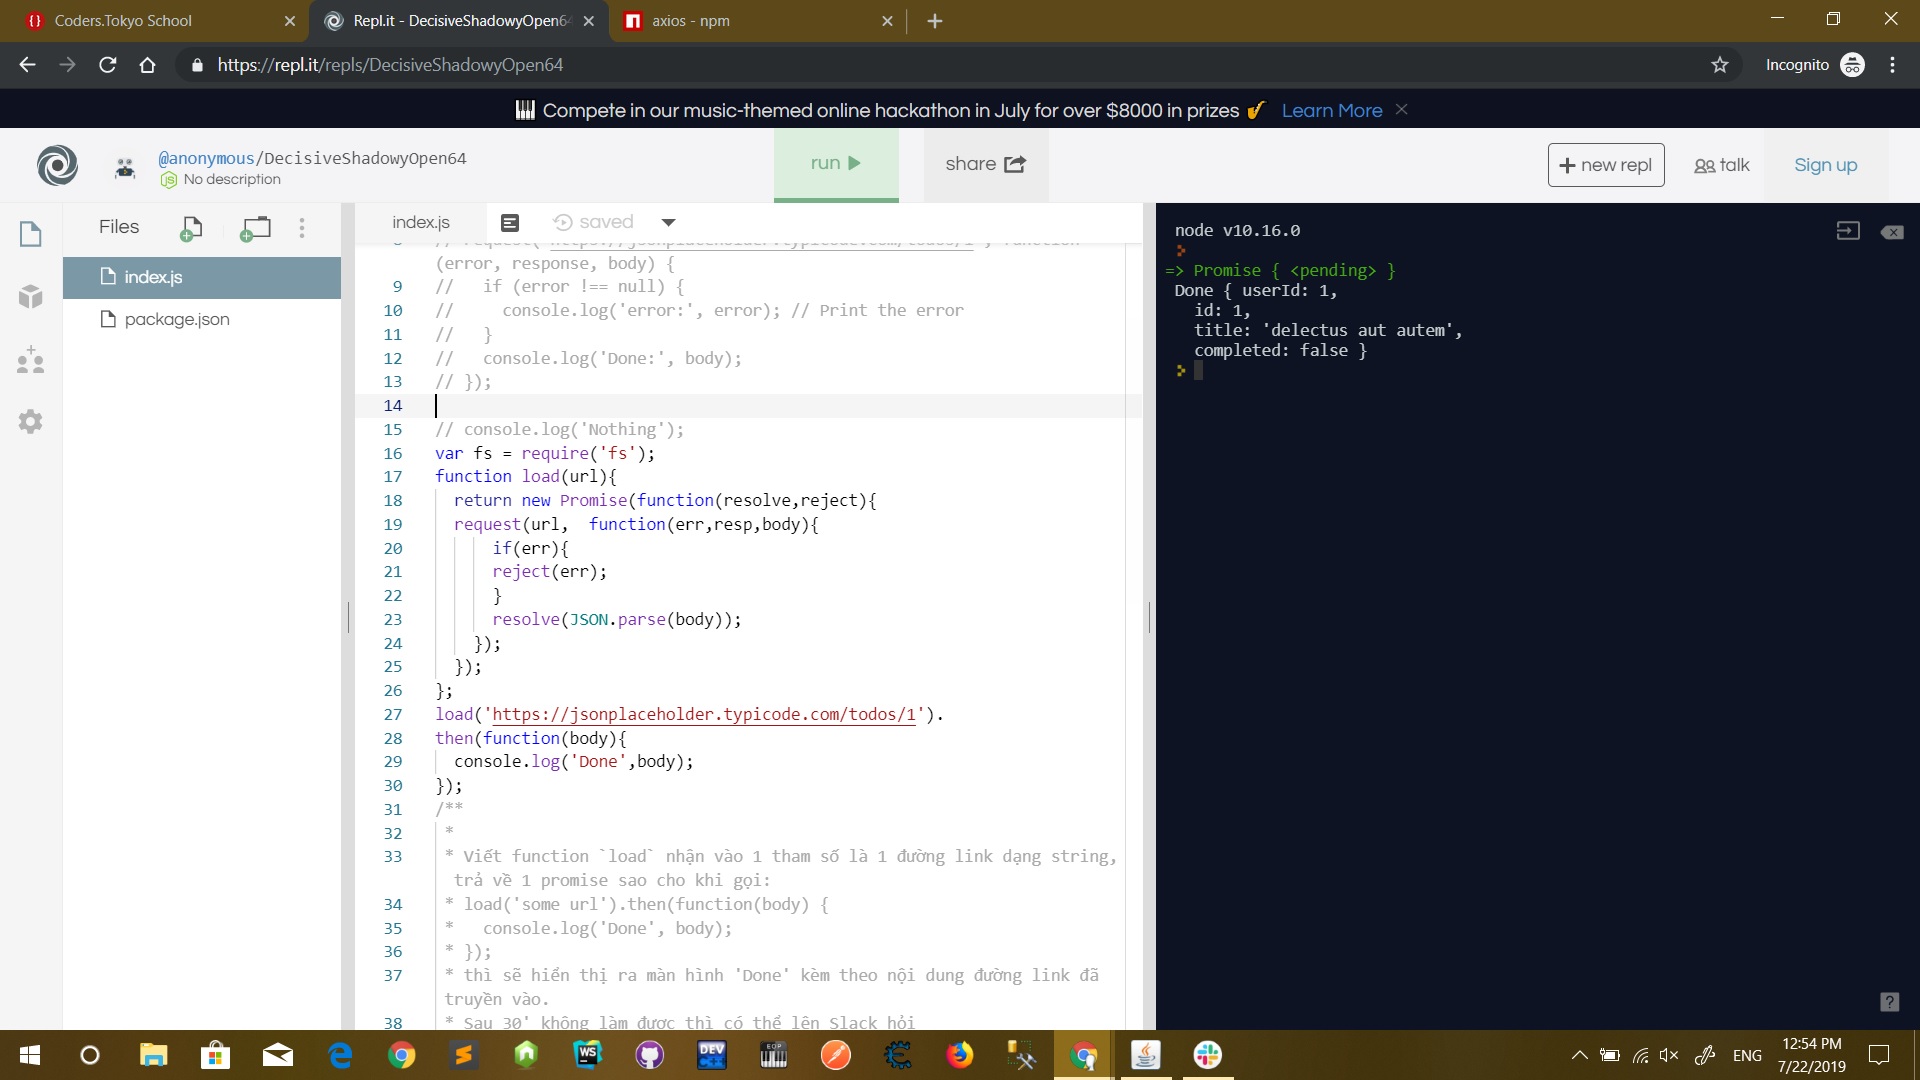 Coders.Tokyo School
Repl.it - DecisiveShadowyOpen64
axios - npm
https://repl.it/repls/DecisiveShadowyOpen64
Incognito
Compete in our music-themed online hackathon in July for over $8000 in prizes Learn More
@anonymous/DecisiveShadowyOpen64
No description
run
share
+ new repl
talk
Sign up
Files
index.js
package.json
index.js
saved
// request('https://jsonplaceholder.typicode.com/todos/1', function
(error, response, body) {
9 //   if (error !== null) {
10 //     console.log('error:', error); // Print the error
11 //   }
12 //   console.log('Done:', body);
13 // });
14
15 // console.log('Nothing');
16 var fs = require('fs');
17 function load(url){
18   return new Promise(function(resolve,reject){
19   request(url,  function(err,resp,body){
20       if(err){
21       reject(err);
22       }
23       resolve(JSON.parse(body));
24     });
25   });
26 };
27 load('https://jsonplaceholder.typicode.com/todos/1').
28 then(function(body){
29   console.log('Done',body);
30 });
31 /**
32  *
33  * Viết function `load` nhận vào 1 tham số là 1 đường link dạng string,
trả về 1 promise sao cho khi gọi:
34  * load('some url').then(function(body) {
35  *   console.log('Done', body);
36  * });
37  * thì sẽ hiển thị ra màn hình 'Done' kèm theo nội dung đường link đã
truyền vào.
38  * Sau 30' không làm được thì có thể lên Slack hỏi
node v10.16.0
=> Promise { <pending> }
Done { userId: 1,
  id: 1,
  title: 'delectus aut autem',
  completed: false }
?
WS
DEV
EOP
ENG
12:54 PM
7/22/2019